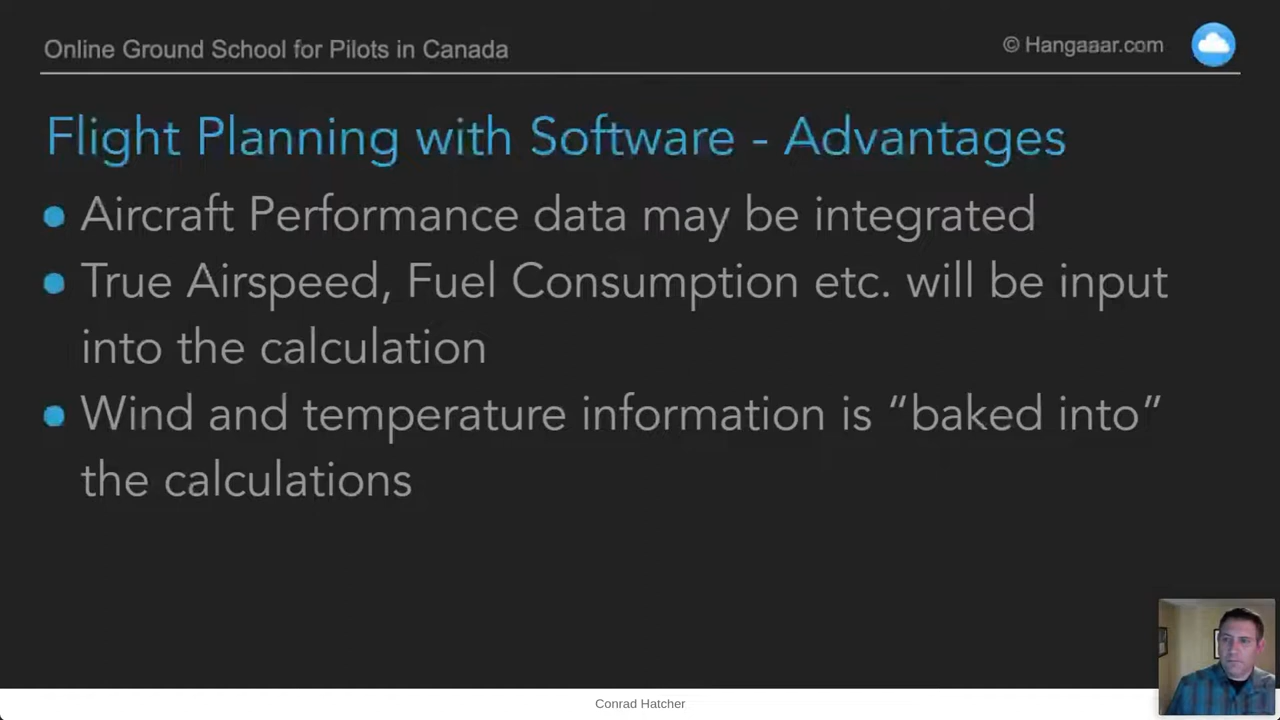 Online Ground School for Pilots in Canada
© Hangaaar.com
Flight Planning with Software - Advantages
• Aircraft Performance data may be integrated
• True Airspeed, Fuel Consumption etc. will be input
into the calculation
• Wind and temperature information is “baked into”
the calculations
Conrad Hatcher